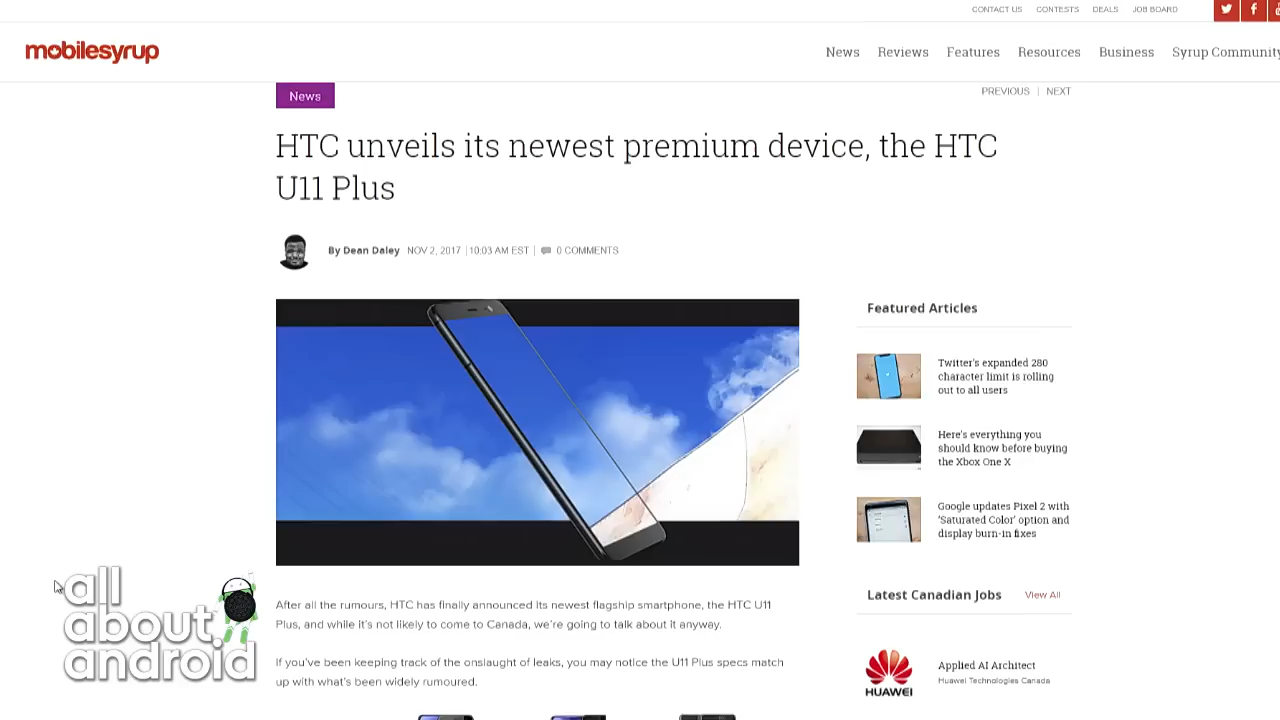 CONTACT US CONTESTS DEALS JOB BOARD
mobilesyrup
News Reviews Features Resources Business Syrup Community
News
PREVIOUS | NEXT
HTC unveils its newest premium device, the HTC
U11 Plus
By Dean Daley NOV 2, 2017 | 10:03 AM EST | 0 COMMENTS
Featured Articles
Twitter's expanded 280
character limit is rolling
out to all users
Here's everything you
should know before buying
the Xbox One X
Google updates Pixel 2 with
'Saturated Color' option and
display burn-in fixes
all
about
android
After all the rumours, HTC has finally announced its newest flagship smartphone, the HTC U11
Plus, and while it's not likely to come to Canada, we're going to talk about it anyway.
If you've been keeping track of the onslaught of leaks, you may notice the U11 Plus specs match
up with what's been widely rumoured.
Latest Canadian Jobs View All
HUAWEI
Applied AI Architect
Huawei Technologies Canada